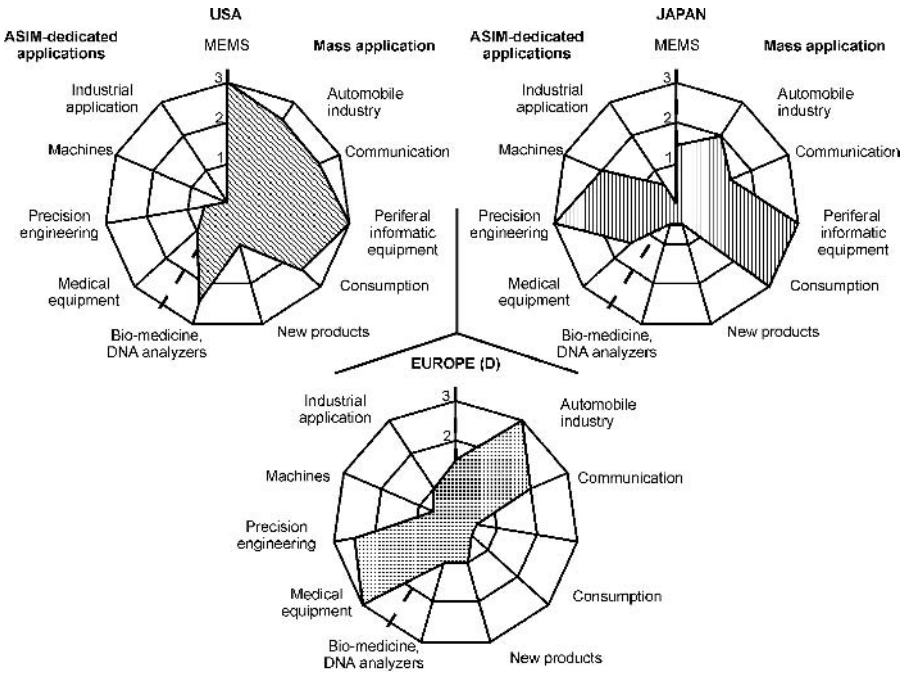 USA
ASIM-dedicated
applications
MEMS
Mass application
3
2
1
Industrial
application
Automobile
industry
Machines
Communication
Precision
engineering
Periferal
informatic
equipment
Medical
equipment
Consumption
Bio-medicine,
DNA analyzers
New products
JAPAN
ASIM-dedicated
applications
MEMS
Mass application
3
2
1
Industrial
application
Automobile
industry
Machines
Communication
Precision
engineering
Periferal
informatic
equipment
Medical
equipment
Consumption
Bio-medicine,
DNA analyzers
New products
EUROPE (D)
3
2
Industrial
application
Automobile
industry
Machines
Communication
Precision
engineering
Medical
equipment
Consumption
Bio-medicine,
DNA analyzers
New products